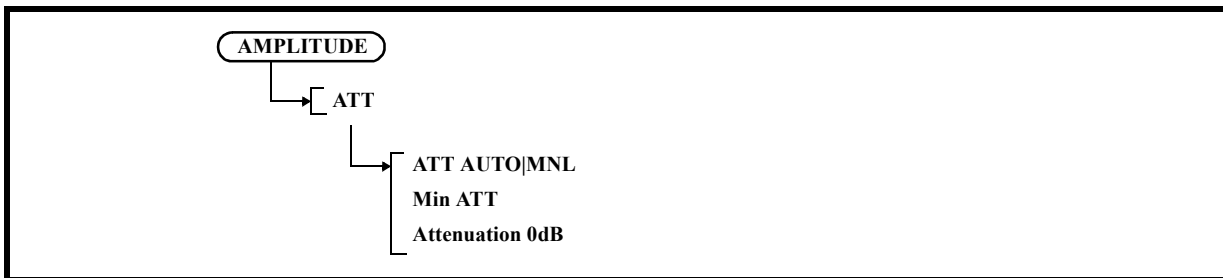 AMPLITUDE
ATT
ATT AUTO|MNL
Min ATT
Attenuation 0dB